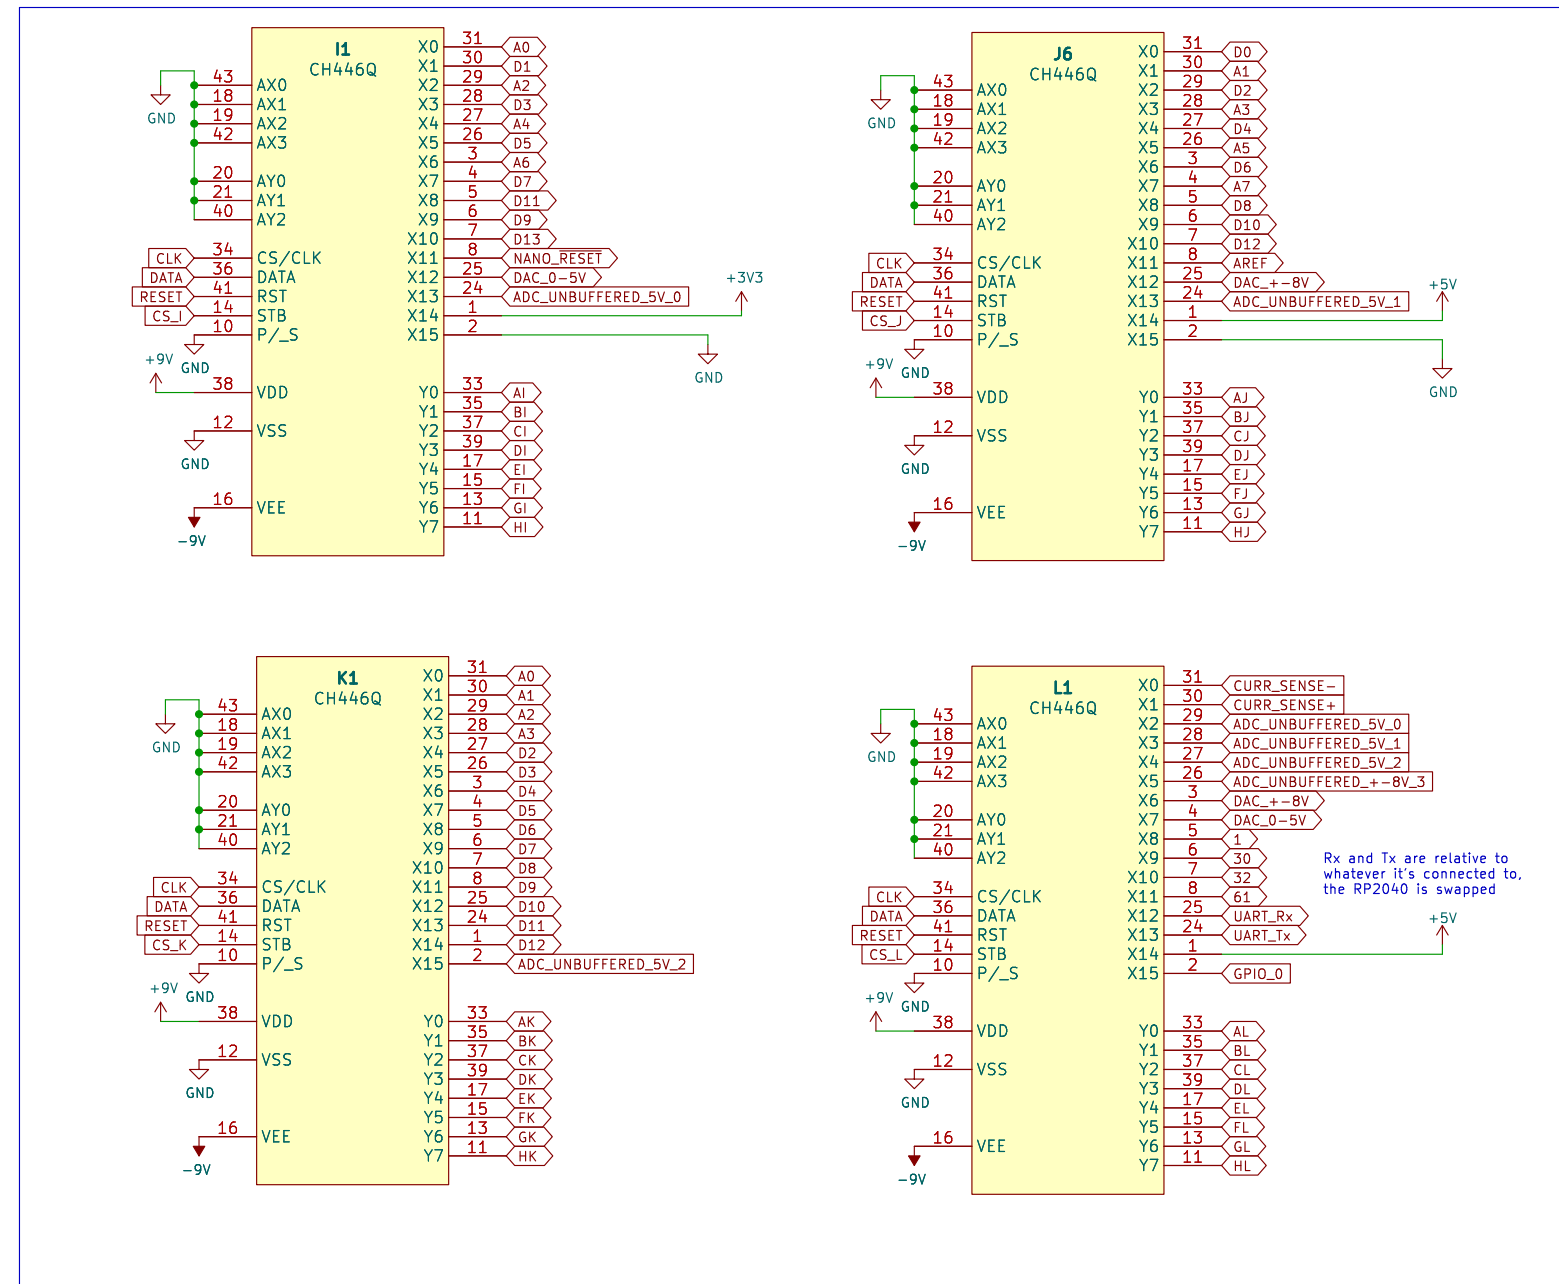 I1
CH446Q
GND
43 AX0
18 AX1
19 AX2
42 AX3
20 AY0
21 AY1
40 AY2
CLK 34 CS/CLK
DATA 36 DATA
RESET 41 RST
CS_I 14 STB
10 P/_S
GND
+9V
38 VDD
12 VSS
GND
16 VEE
-9V
X0 31 A0
X1 30 D1
X2 29 A2
X3 28 D3
X4 27 A4
X5 26 D5
X6 3 A6
X7 4 D7
X8 5 D11
X9 6 D9
X10 7 D13
X11 8 NANO_RESET
X12 25 DAC_0-5V
X13 24 ADC_UNBUFFERED_5V_0
X14 1
+3V3
X15 2
GND
Y0 33 AI
Y1 35 BI
Y2 37 CI
Y3 39 DI
Y4 17 EI
Y5 15 FI
Y6 13 GI
Y7 11 HI
J6
CH446Q
GND
43 AX0
18 AX1
19 AX2
42 AX3
20 AY0
21 AY1
40 AY2
CLK 34 CS/CLK
DATA 36 DATA
RESET 41 RST
CS_J 14 STB
10 P/_S
GND
+9V
38 VDD
12 VSS
GND
16 VEE
-9V
X0 31 D0
X1 30 A1
X2 29 D2
X3 28 A3
X4 27 D4
X5 26 A5
X6 3 D6
X7 4 A7
X8 5 D8
X9 6 D10
X10 7 D12
X11 8 AREF
X12 25 DAC_+-8V
X13 24 ADC_UNBUFFERED_5V_1
X14 1
+5V
X15 2
GND
Y0 33 AJ
Y1 35 BJ
Y2 37 CJ
Y3 39 DJ
Y4 17 EJ
Y5 15 FJ
Y6 13 GJ
Y7 11 HJ
K1
CH446Q
GND
43 AX0
18 AX1
19 AX2
42 AX3
20 AY0
21 AY1
40 AY2
CLK 34 CS/CLK
DATA 36 DATA
RESET 41 RST
CS_K 14 STB
10 P/_S
GND
+9V
38 VDD
12 VSS
GND
16 VEE
-9V
X0 31 A0
X1 30 A1
X2 29 A2
X3 28 A3
X4 27 D2
X5 26 D3
X6 3 D4
X7 4 D5
X8 5 D6
X9 6 D7
X10 7 D8
X11 8 D9
X12 25 D10
X13 24 D11
X14 1 D12
X15 2 ADC_UNBUFFERED_5V_2
Y0 33 AK
Y1 35 BK
Y2 37 CK
Y3 39 DK
Y4 17 EK
Y5 15 FK
Y6 13 GK
Y7 11 HK
L1
CH446Q
GND
43 AX0
18 AX1
19 AX2
42 AX3
20 AY0
21 AY1
40 AY2
CLK 34 CS/CLK
DATA 36 DATA
RESET 41 RST
CS_L 14 STB
10 P/_S
GND
+9V
38 VDD
12 VSS
GND
16 VEE
-9V
X0 31 CURR_SENSE-
X1 30 CURR_SENSE+
X2 29 ADC_UNBUFFERED_5V_0
X3 28 ADC_UNBUFFERED_5V_1
X4 27 ADC_UNBUFFERED_5V_2
X5 26 ADC_UNBUFFERED_+-8V_3
X6 3 DAC_+-8V
X7 4 DAC_0-5V
X8 5 1
X9 6 30
X10 7 32
X11 8 61
X12 25 UART_Rx
X13 24 UART_Tx
X14 1
+5V
X15 2 GPIO_0
Y0 33 AL
Y1 35 BL
Y2 37 CL
Y3 39 DL
Y4 17 EL
Y5 15 FL
Y6 13 GL
Y7 11 HL
Rx and Tx are relative to
whatever it's connected to,
the RP2040 is swapped